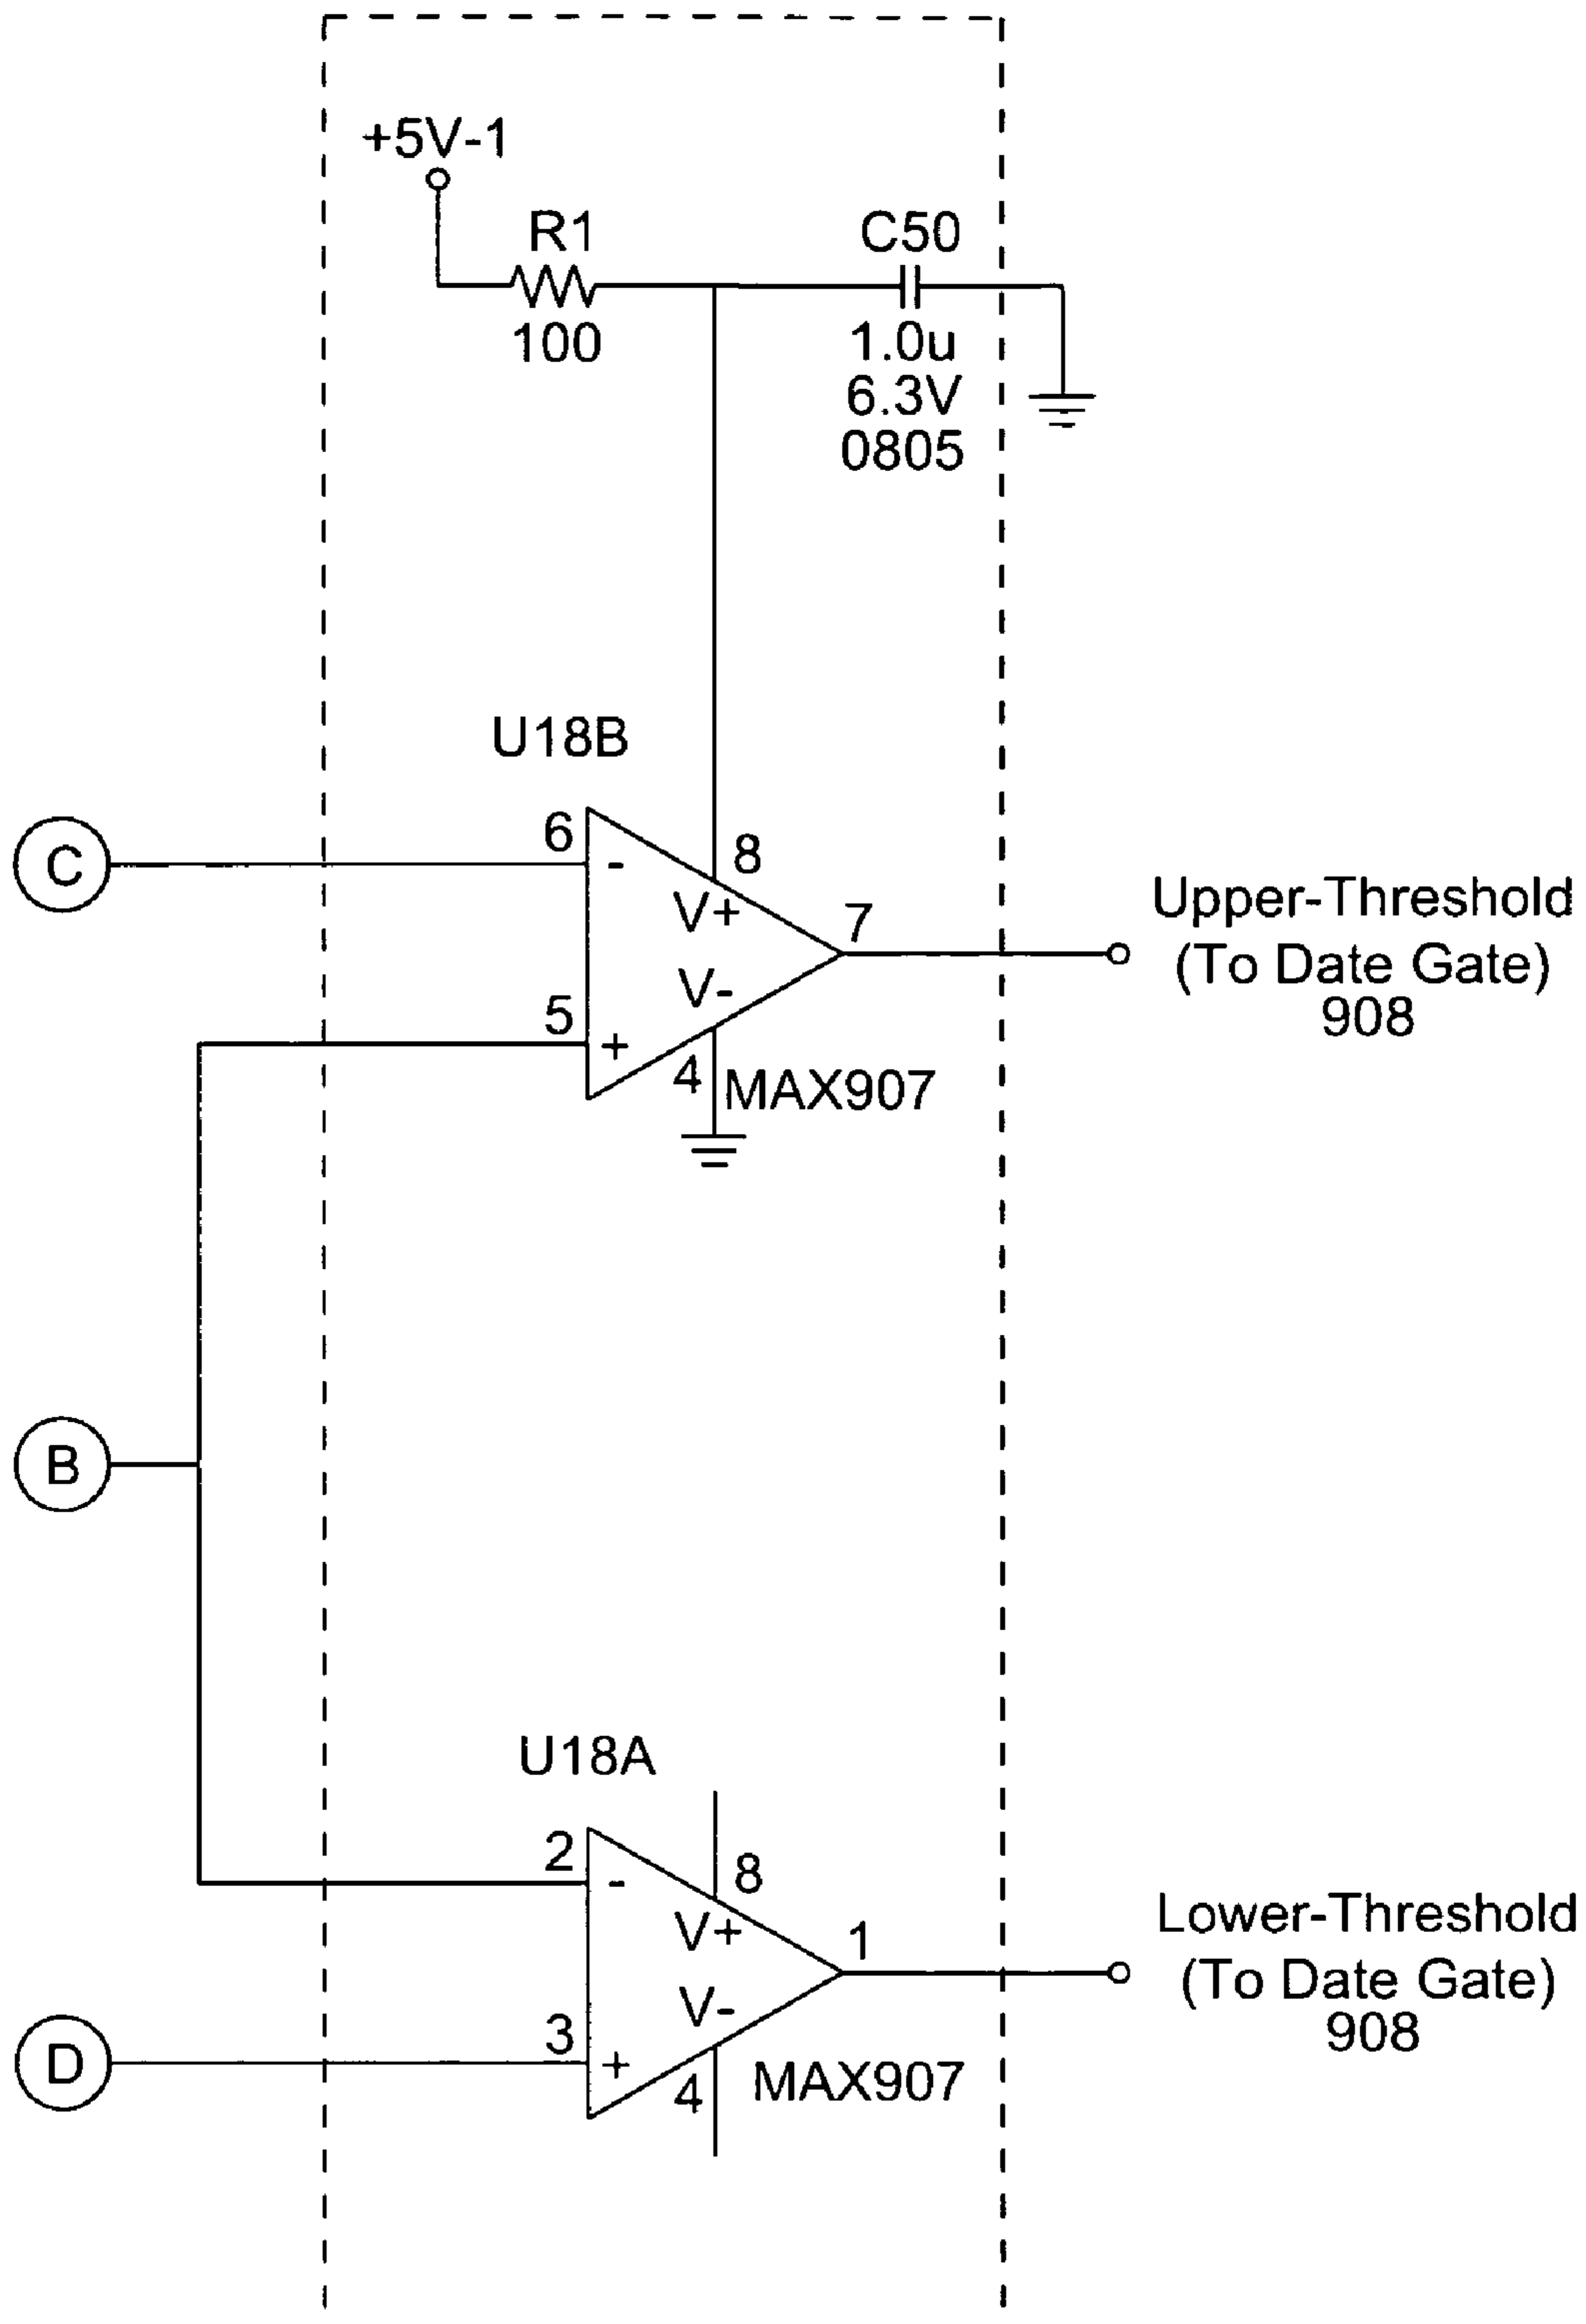 +5V-1
R1
100
C50
1.0u
6.3V
0805
U18B
C
6
-
8
V+
7
V-
5
+
4
MAX907
Upper-Threshold
(To Date Gate)
908
B
U18A
2
-
8
V+
1
V-
3
+
4
MAX907
Lower-Threshold
(To Date Gate)
908
D